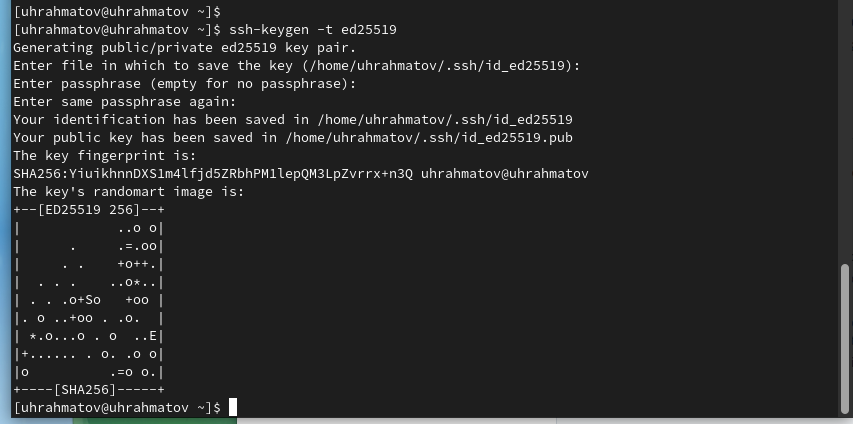 [uhrahmatov@uhrahmatov ~]$
[uhrahmatov@uhrahmatov ~]$ ssh-keygen -t ed25519
Generating public/private ed25519 key pair.
Enter file in which to save the key (/home/uhrahmatov/.ssh/id_ed25519):
Enter passphrase (empty for no passphrase):
Enter same passphrase again:
Your identification has been saved in /home/uhrahmatov/.ssh/id_ed25519
Your public key has been saved in /home/uhrahmatov/.ssh/id_ed25519.pub
The key fingerprint is:
SHA256:YiuikhnnDXS1m4lfjd5ZRbhPM1lepQM3LpZvrrx+n3Q uhrahmatov@uhrahmatov
The key's randomart image is:
+--[ED25519 256]--+
|            ..o o|
|      .     .=.oo|
|     . .    +o++.|
|  . . .    ..o*..|
| . . .o+So   +oo |
|. o ..+oo . .o.  |
| *.o...o . o  ..E|
|+...... . o. .o o|
|o          .=o o.|
+----[SHA256]-----+
[uhrahmatov@uhrahmatov ~]$